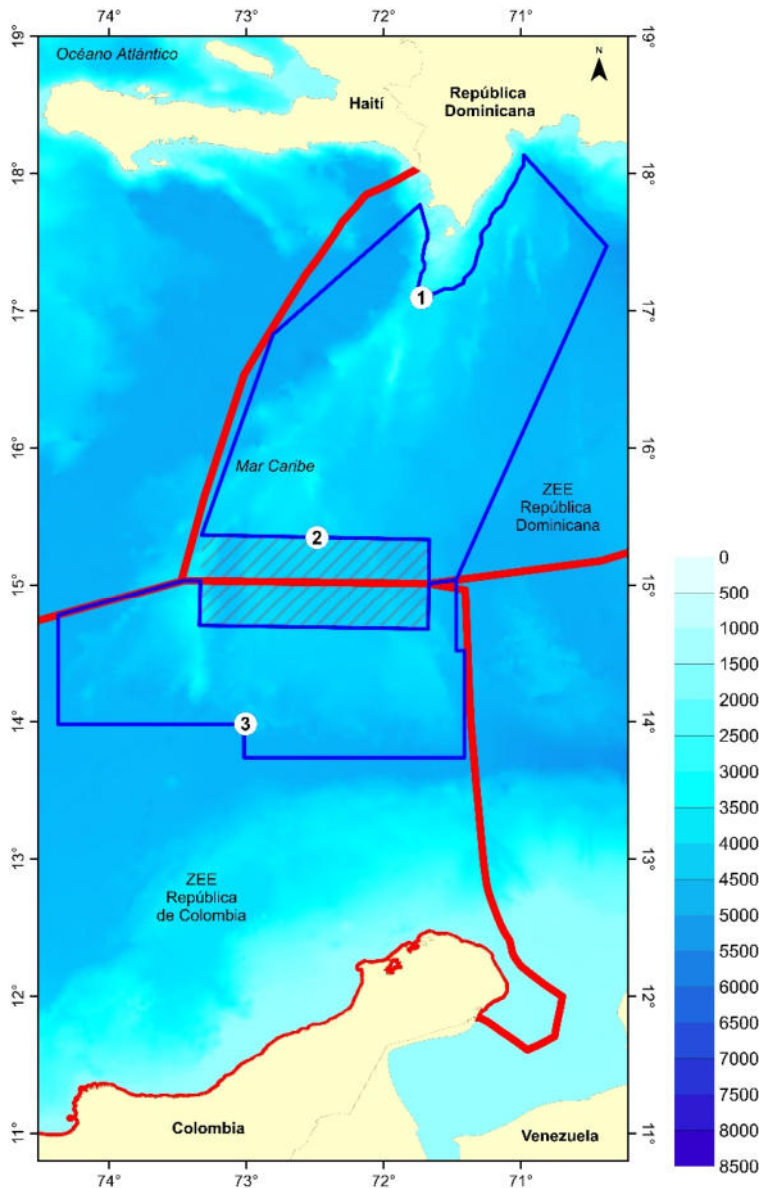 74° 73° 72° 71°
19° 19°
Océano Atlántico
N
Haití
República
Dominicana
18° 18°
1
17° 17°
16° 16°
Mar Caribe
ZEE
República
Dominicana
2
15° 15°
14° 14°
3
13° 13°
ZEE
República
de Colombia
12° 12°
11° 11°
Colombia
Venezuela
74° 73° 72° 71°
0
500
1000
1500
2000
2500
3000
3500
4000
4500
5000
5500
6000
6500
7000
7500
8000
8500